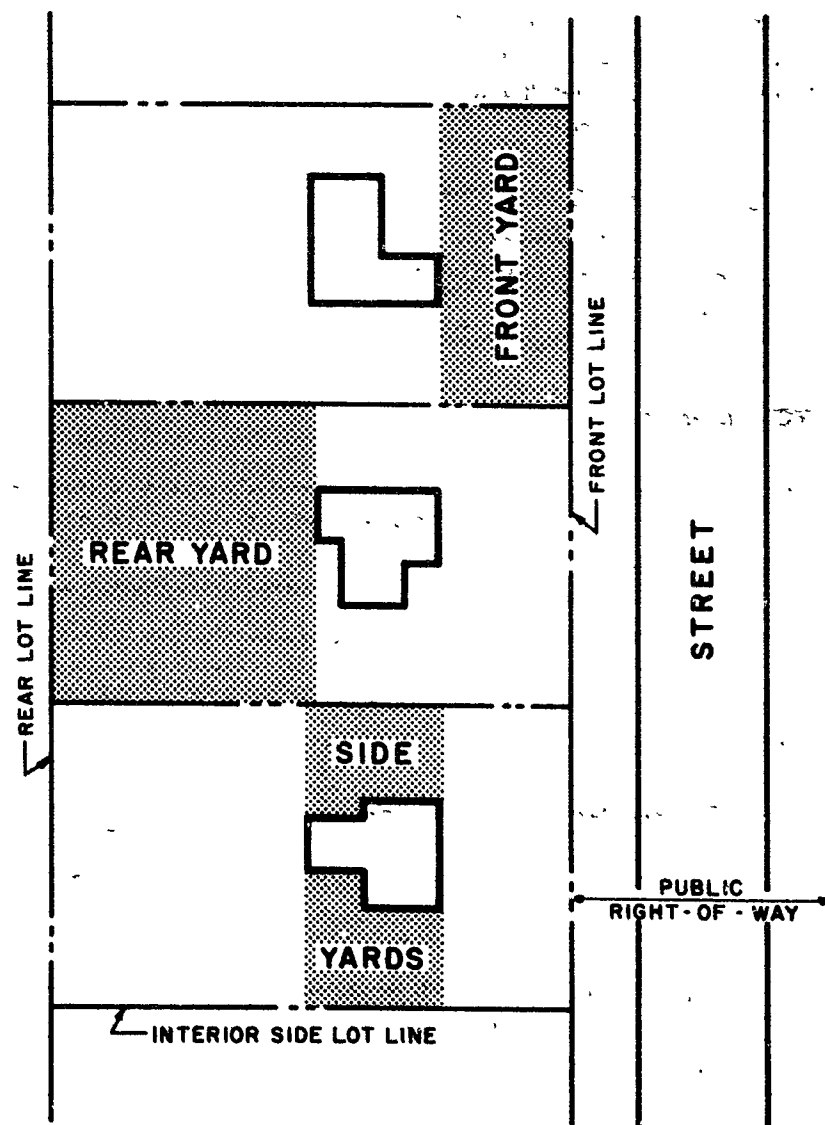 FRONT YARD
FRONT LOT LINE
REAR YARD
STREET
REAR LOT LINE
SIDE
YARDS
PUBLIC
RIGHT-OF-WAY
INTERIOR SIDE LOT LINE